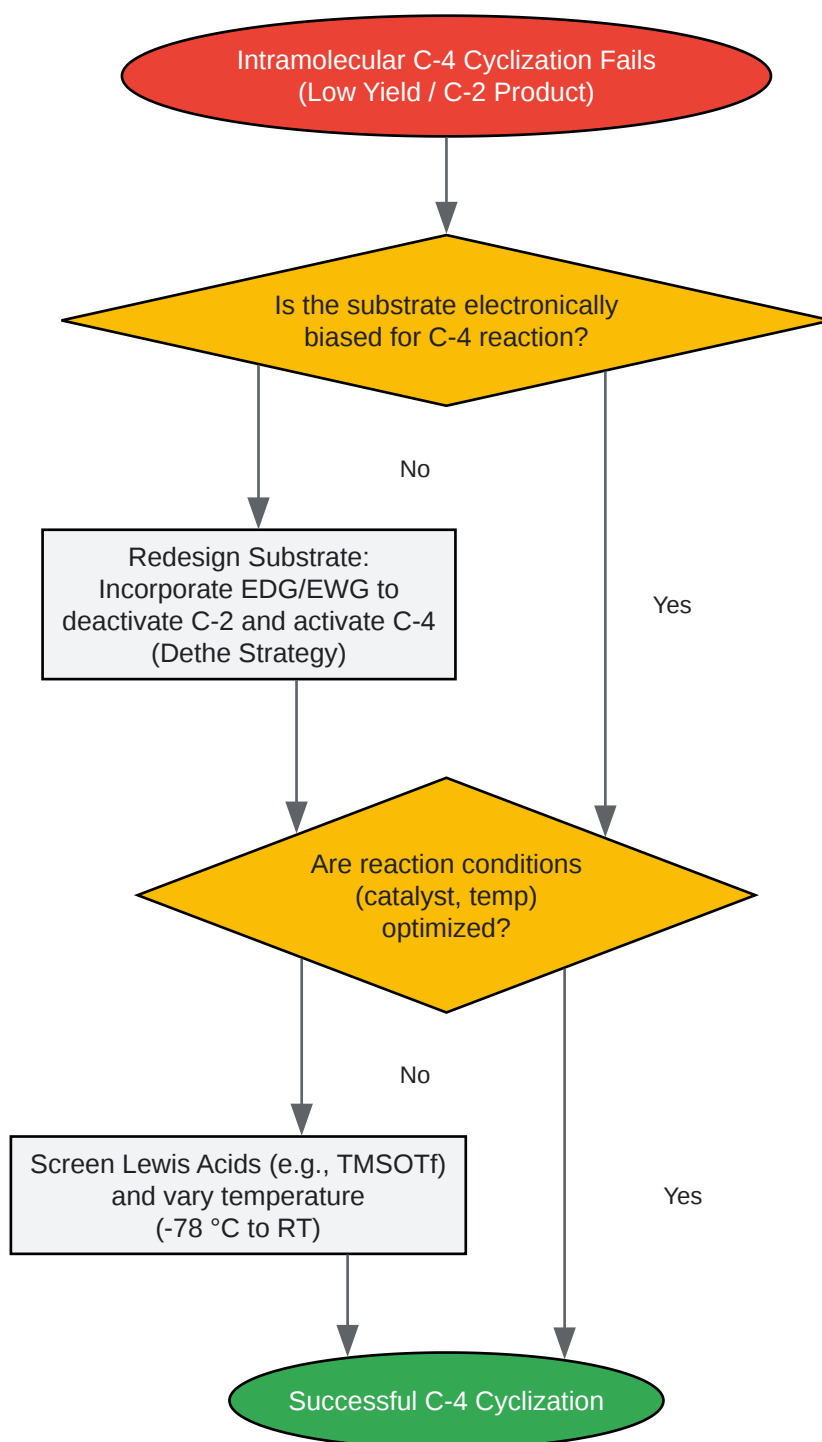 Intramolecular C-4 Cyclization Fails
(Low Yield / C-2 Product)
Is the substrate electronically
biased for C-4 reaction?
No
Redesign Substrate:
Incorporate EDG/EWG to
deactivate C-2 and activate C-4
(Dethe Strategy)
Yes
Are reaction conditions
(catalyst, temp)
optimized?
No
Screen Lewis Acids (e.g., TMSOTf)
and vary temperature
(-78 °C to RT)
Yes
Successful C-4 Cyclization